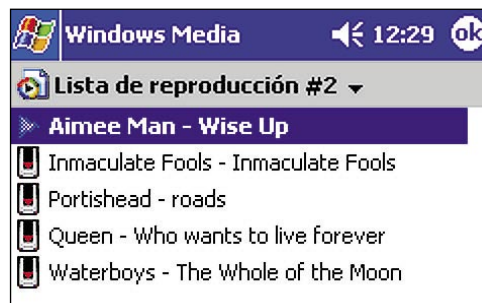 Windows Media 12:29 ok
Lista de reproducción #2
Aimee Man - Wise Up
Inmaculate Fools - Inmaculate Fools
Portishead - roads
Queen - Who wants to live forever
Waterboys - The Whole of the Moon